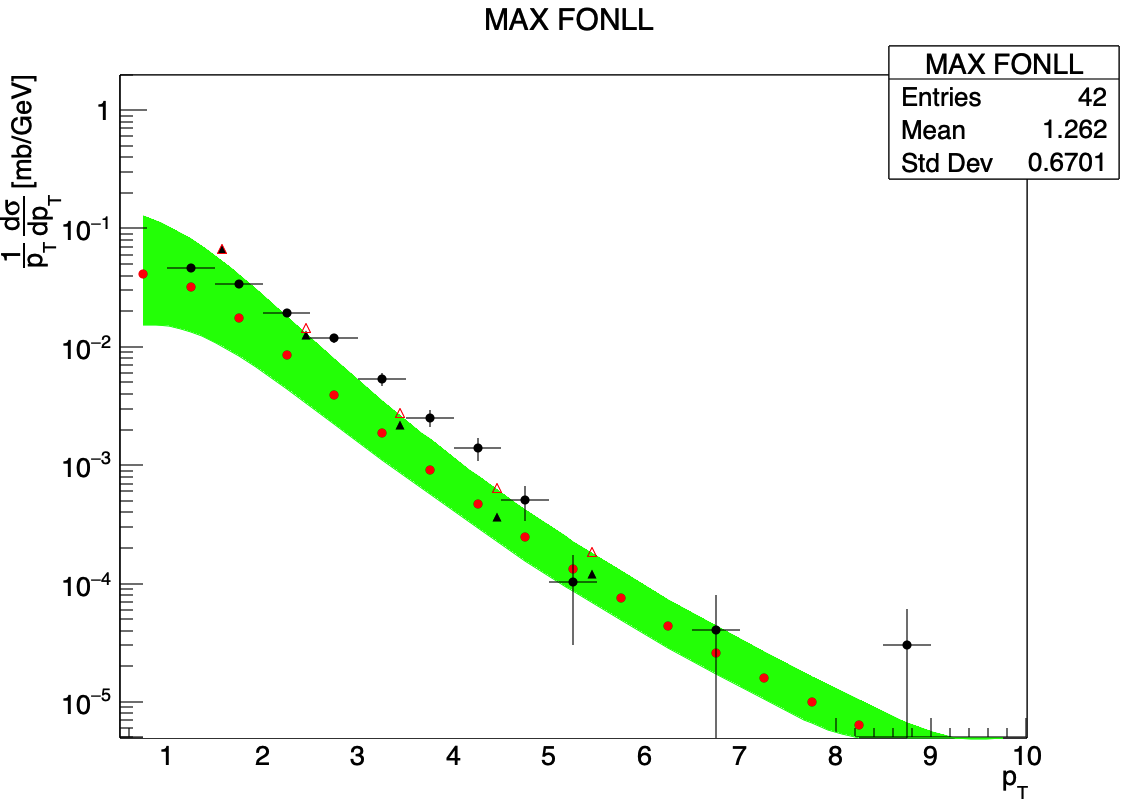 MAX FONLL
MAX FONLL
Entries 42
Mean 1.262
Std Dev 0.6701
1/p_T dσ/dp_T [mb/GeV]
1
10⁻¹
10⁻²
10⁻³
10⁻⁴
10⁻⁵
1 2 3 4 5 6 7 8 9 10
p_T